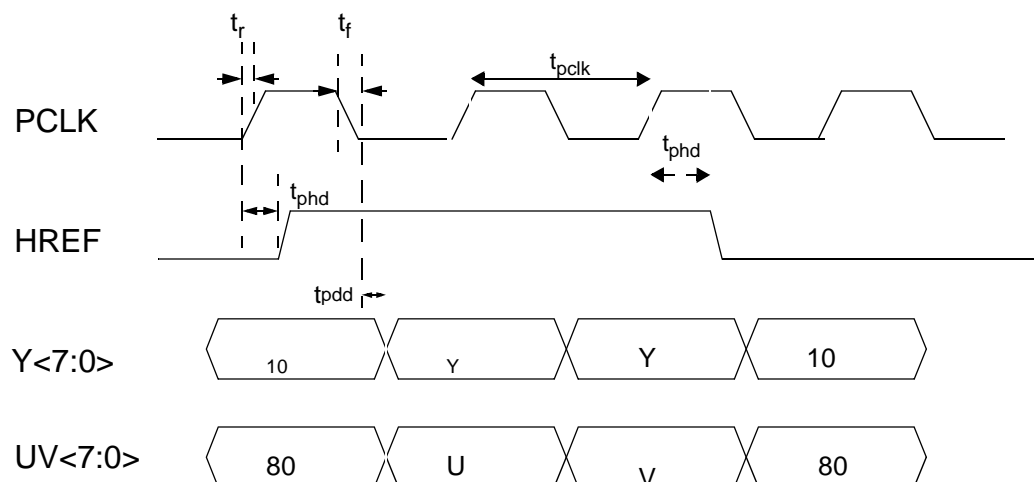 tr tf
tpclk
PCLK
tphd
tphd
HREF
tpdd
Y<7:0> 10 Y Y 10
UV<7:0> 80 U V 80